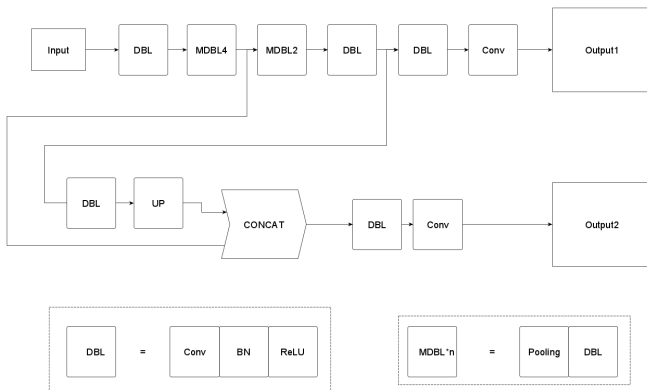 Input DBL MDBL4 MDBL2 DBL DBL Conv Output1
DBL UP CONCAT DBL Conv Output2
DBL = Conv BN ReLU
MDBL*n = Pooling DBL